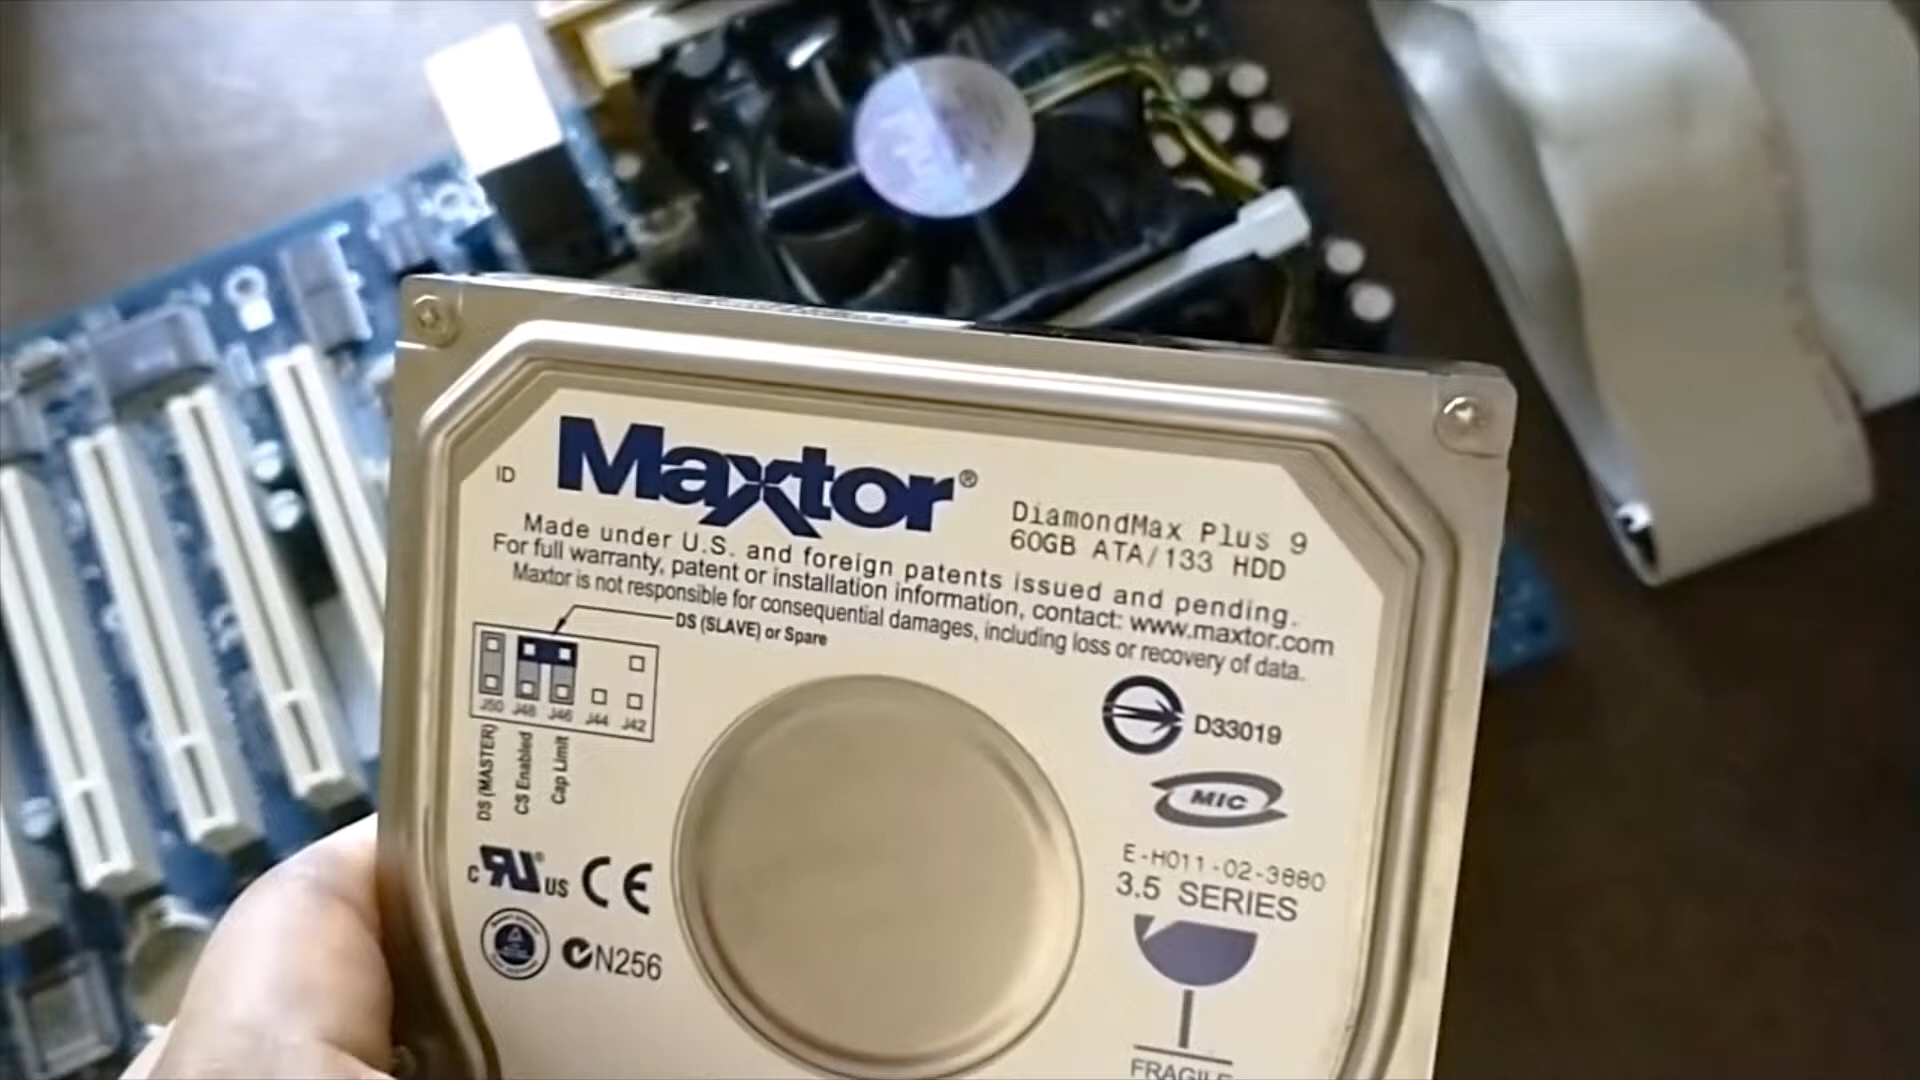 ID
Maxtor®
DiamondMax Plus 9
60GB ATA/133 HDD
Made under U.S. and foreign patents issued and pending.
For full warranty, patent or installation information, contact: www.maxtor.com
Maxtor is not responsible for consequential damages, including loss or recovery of data.
DS (SLAVE) or Spare
J50 J48 J46 J44 J42
DS (MASTER)
CS Enabled
Cap Limit
D33019
MIC
E-H011-02-3880
3.5 SERIES
c RU us CE
N256
FRAGILE